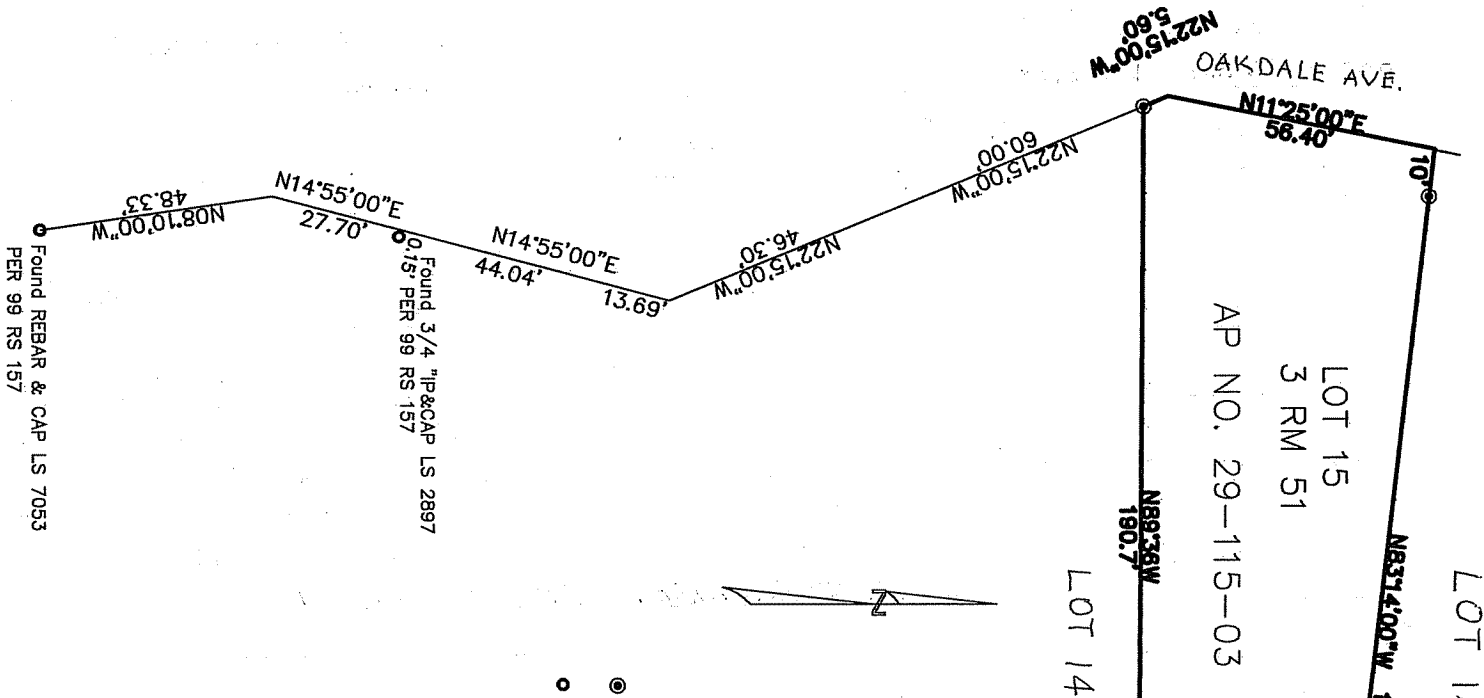 N22°15'00"W
5.60'
OAKDALE AVE.
N11°25'00"E
56.40'
10'
60.00'
N22°15'00"W
46.30'
N22°15'00"W
N14°55'00"E
44.04'
13.69'
N14°55'00"E
27.70'
48.33'
N08°10'00"W
Found REBAR & CAP LS 7053
PER 99 RS 157
Found 3/4 "IP&CAP LS 2897
0.15' PER 99 RS 157
LOT 15
3 RM 51
AP NO. 29-115-03
N89°36W
190.7'
N83°14'00"W
LOT 14
LOT
N